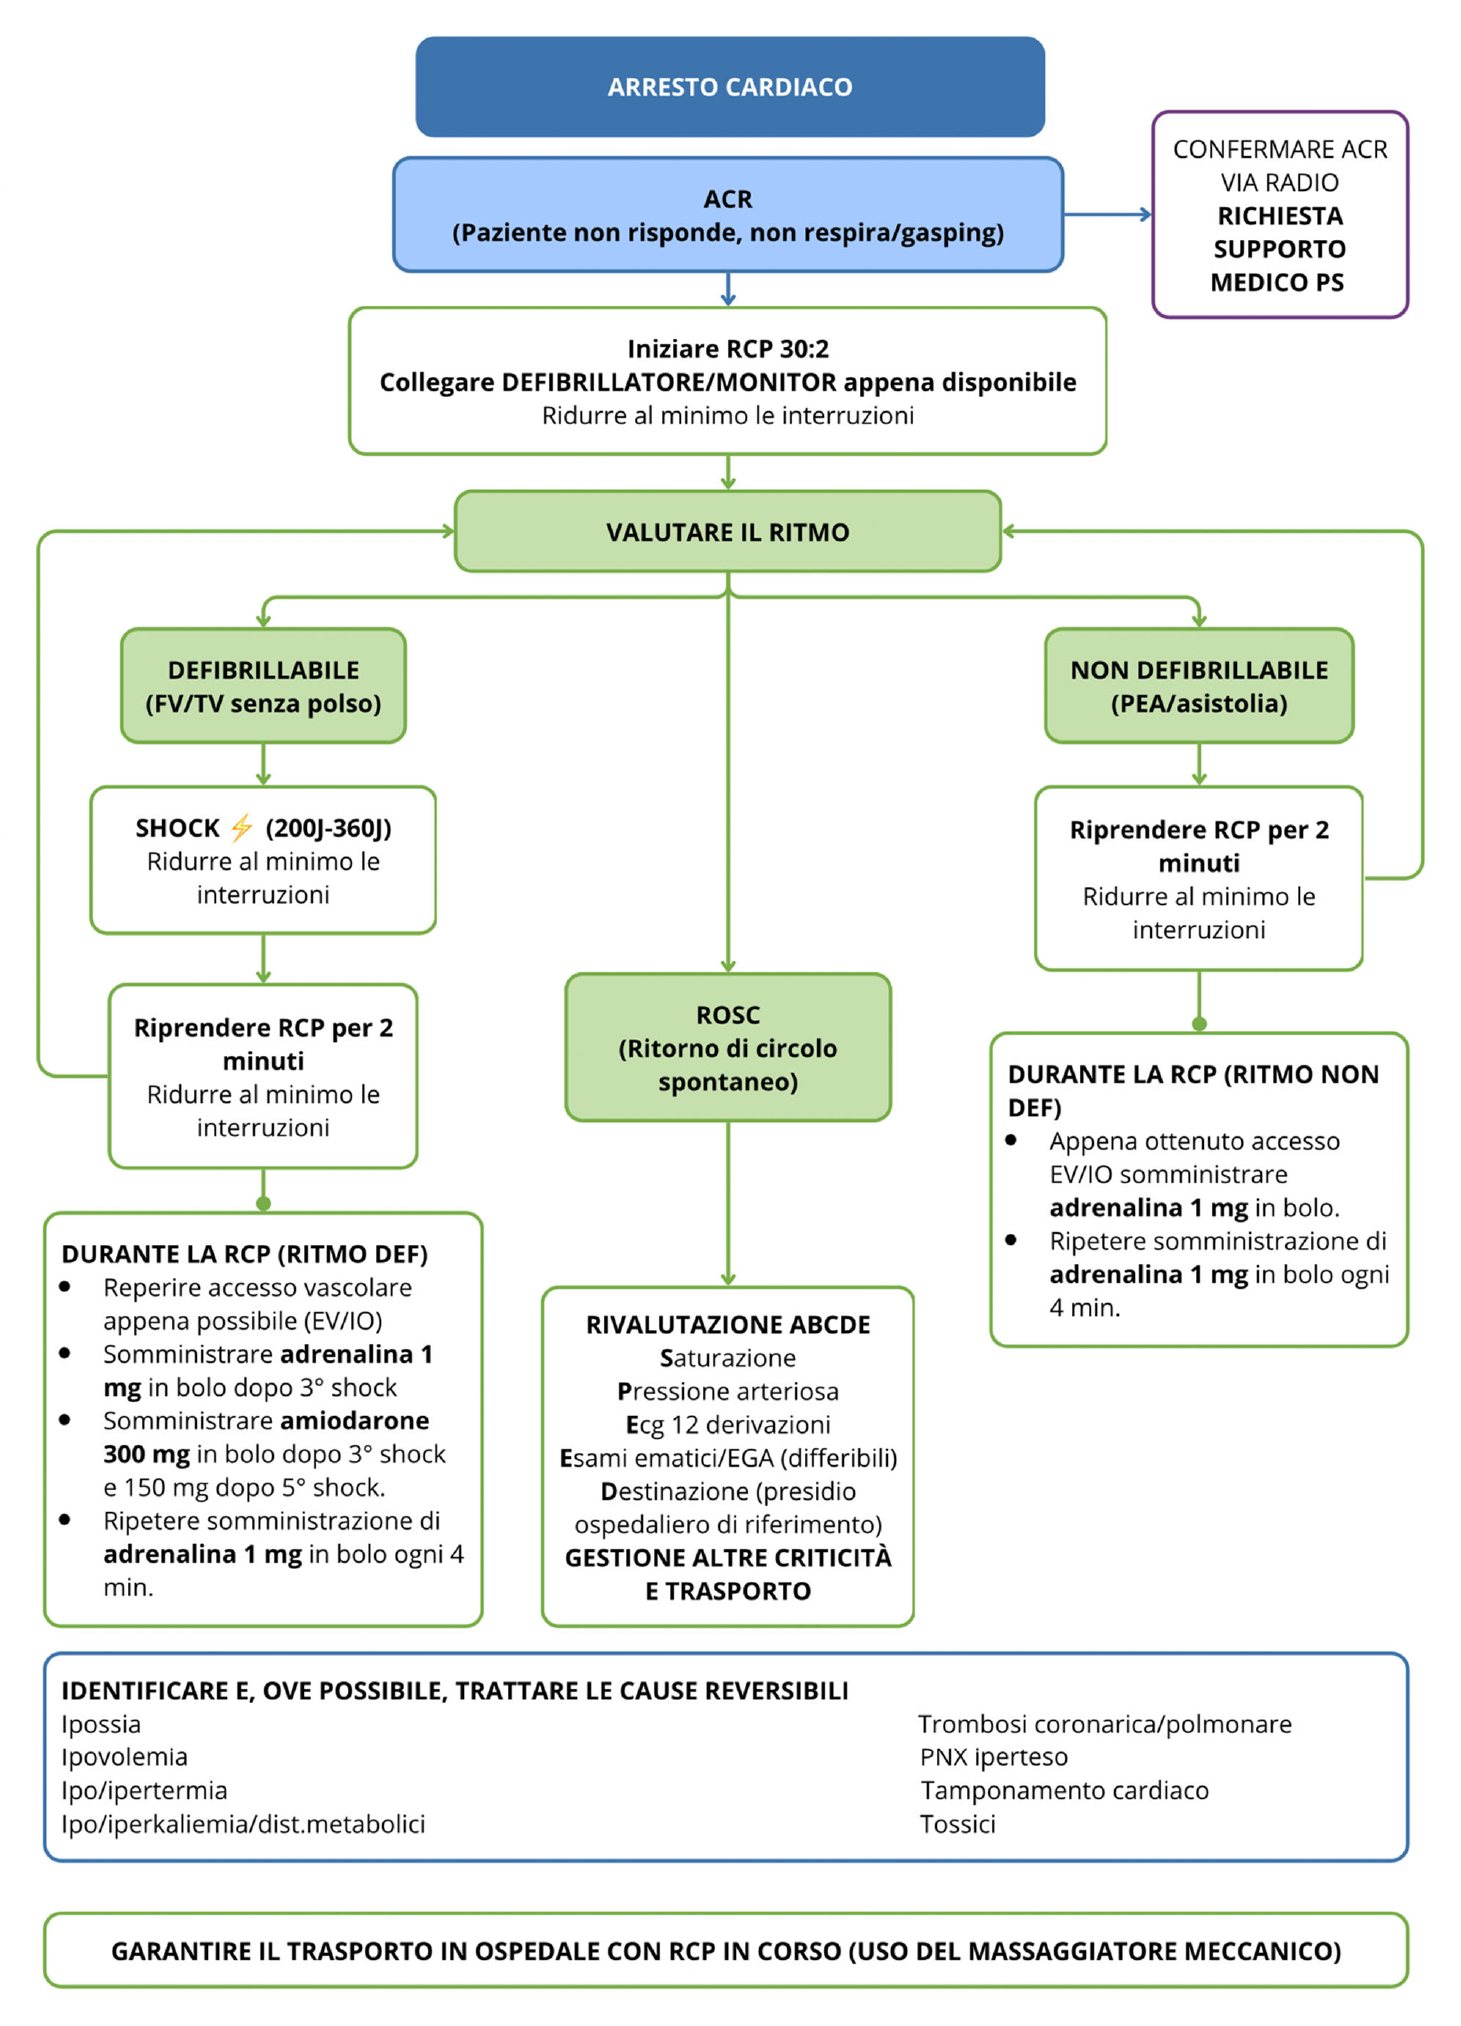 ARRESTO CARDIACO
ACR
(Paziente non risponde, non respira/gasping)
CONFERMARE ACR
VIA RADIO
RICHIESTA
SUPPORTO
MEDICO PS
Iniziare RCP 30:2
Collegare DEFIBRILLATORE/MONITOR appena disponibile
Ridurre al minimo le interruzioni
VALUTARE IL RITMO
DEFIBRILLABILE
(FV/TV senza polso)
SHOCK ⚡ (200J-360J)
Ridurre al minimo le
interruzioni
Riprendere RCP per 2
minuti
Ridurre al minimo le
interruzioni
DURANTE LA RCP (RITMO DEF)
● Reperire accesso vascolare
appena possibile (EV/IO)
● Somministrare adrenalina 1
mg in bolo dopo 3° shock
● Somministrare amiodarone
300 mg in bolo dopo 3° shock
e 150 mg dopo 5° shock.
● Ripetere somministrazione di
adrenalina 1 mg in bolo ogni 4
min.
ROSC
(Ritorno di circolo
spontaneo)
RIVALUTAZIONE ABCDE
Saturazione
Pressione arteriosa
Ecg 12 derivazioni
Esami ematici/EGA (differibili)
Destinazione (presidio
ospedaliero di riferimento)
GESTIONE ALTRE CRITICITÀ
E TRASPORTO
NON DEFIBRILLABILE
(PEA/asistolia)
Riprendere RCP per 2
minuti
Ridurre al minimo le
interruzioni
DURANTE LA RCP (RITMO NON
DEF)
● Appena ottenuto accesso
EV/IO somministrare
adrenalina 1 mg in bolo.
● Ripetere somministrazione di
adrenalina 1 mg in bolo ogni
4 min.
IDENTIFICARE E, OVE POSSIBILE, TRATTARE LE CAUSE REVERSIBILI
Ipossia
Ipovolemia
Ipo/ipertermia
Ipo/iperkaliemia/dist.metabolici
Trombosi coronarica/polmonare
PNX iperteso
Tamponamento cardiaco
Tossici
GARANTIRE IL TRASPORTO IN OSPEDALE CON RCP IN CORSO (USO DEL MASSAGGIATORE MECCANICO)